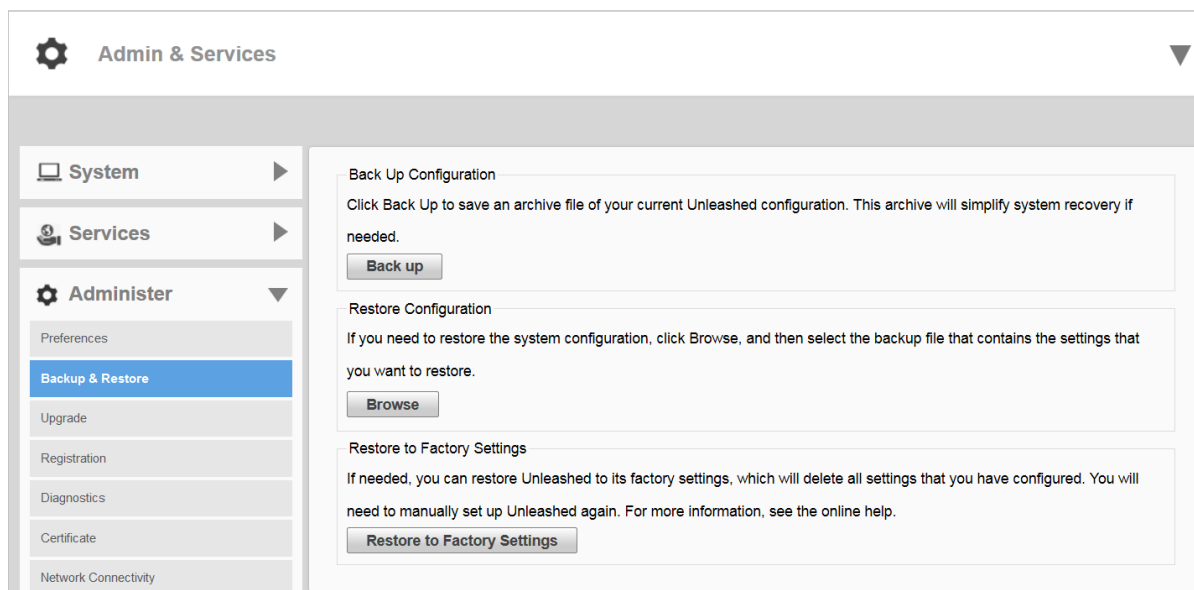 Admin & Services
System
Services
Administer
Preferences
Backup & Restore
Upgrade
Registration
Diagnostics
Certificate
Network Connectivity
Back Up Configuration
Click Back Up to save an archive file of your current Unleashed configuration. This archive will simplify system recovery if
needed.
Back up
Restore Configuration
If you need to restore the system configuration, click Browse, and then select the backup file that contains the settings that
you want to restore.
Browse
Restore to Factory Settings
If needed, you can restore Unleashed to its factory settings, which will delete all settings that you have configured. You will
need to manually set up Unleashed again. For more information, see the online help.
Restore to Factory Settings